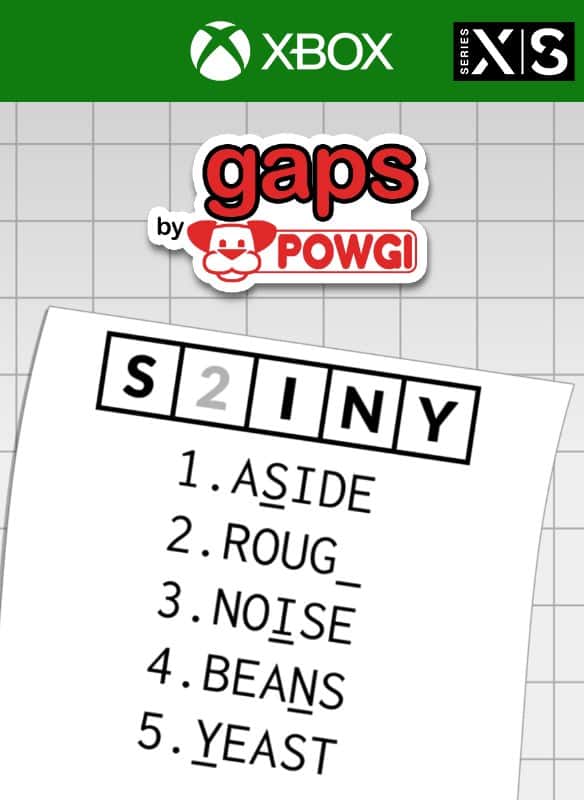 XBOX SERIES X|S
gaps
by POWGI
S 2 I N Y
1. ASIDE
2. ROUG_
3. NOISE
4. BEANS
5. YEAST